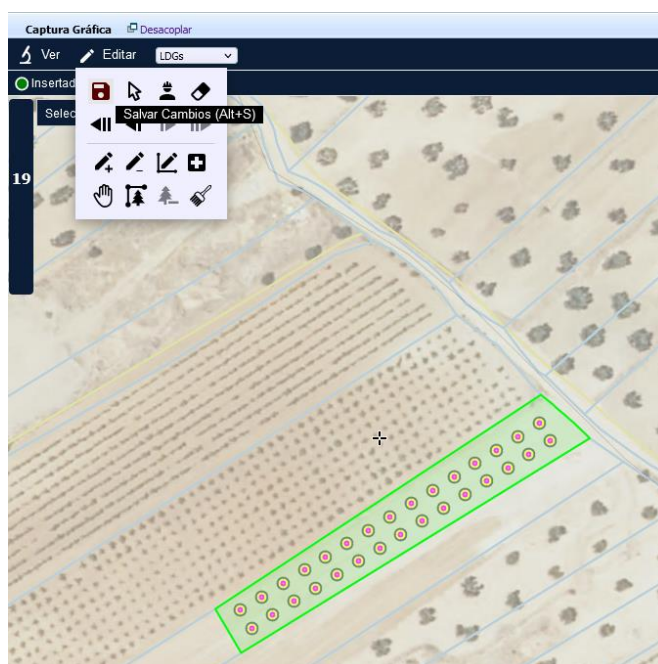 Captura Gráfica Desacoplar
Ver Editar LDGs
Insertad
Selec
Salvar Cambios (Alt+S)
19